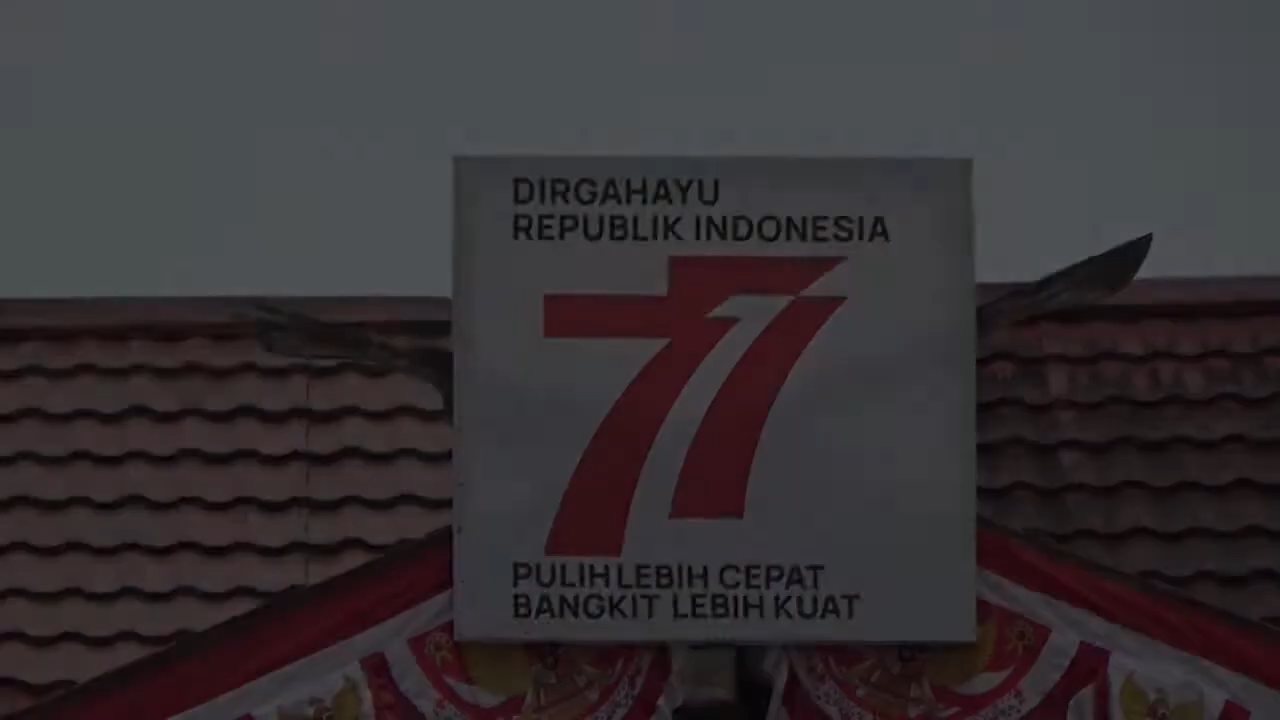 DIRGAHAYU
REPUBLIK INDONESIA
77
PULIH LEBIH CEPAT
BANGKIT LEBIH KUAT